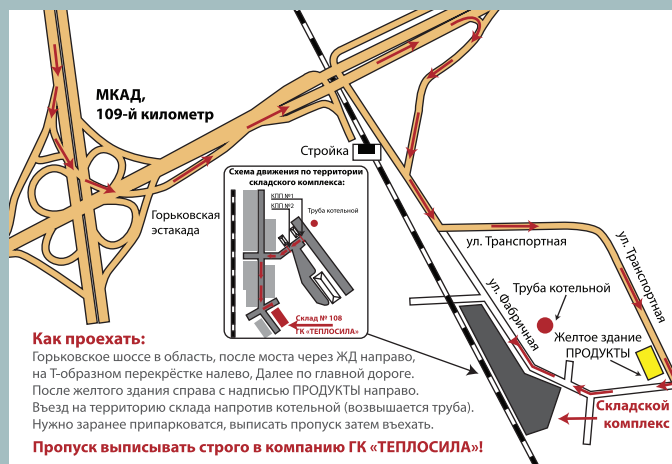 МКАД,
109-й километр
Стройка
Схема движения по территории
складского комплекса:
КПП №1
КПП №2
Труба котельной
Горьковская
эстакада
ул. Транспортная
ул. Транспортная
ул. Фабричная
Труба котельной
Желтое здание
ПРОДУКТЫ
Склад № 108
ГК «ТЕПЛОСИЛА»
Складской
комплекс
Как проехать:
Горьковское шоссе в область, после моста через ЖД направо,
на Т-образном перекрёстке налево, Далее по главной дороге.
После желтого здания справа с надписью ПРОДУКТЫ направо.
Въезд на территорию склада напротив котельной (возвышается труба).
Нужно заранее припарковатся, выписать пропуск затем въехать.
Пропуск выписывать строго в компанию ГК «ТЕПЛОСИЛА»!